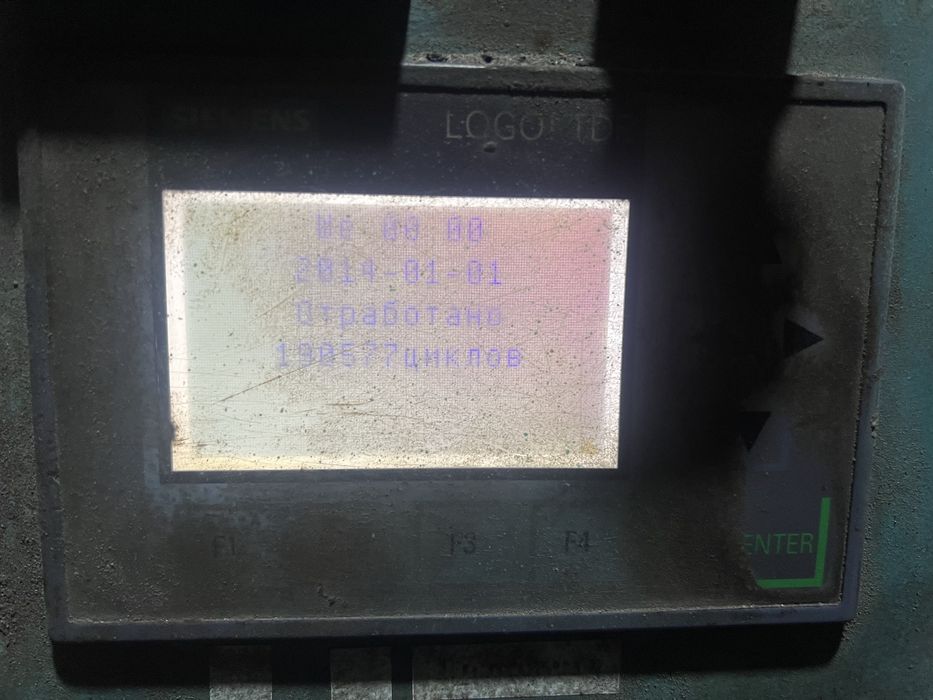 SIEMENS
LOGO! TD
We 00 00
2014-01-01
Отработано
190577циклов
F1
F3
F4
ENTER